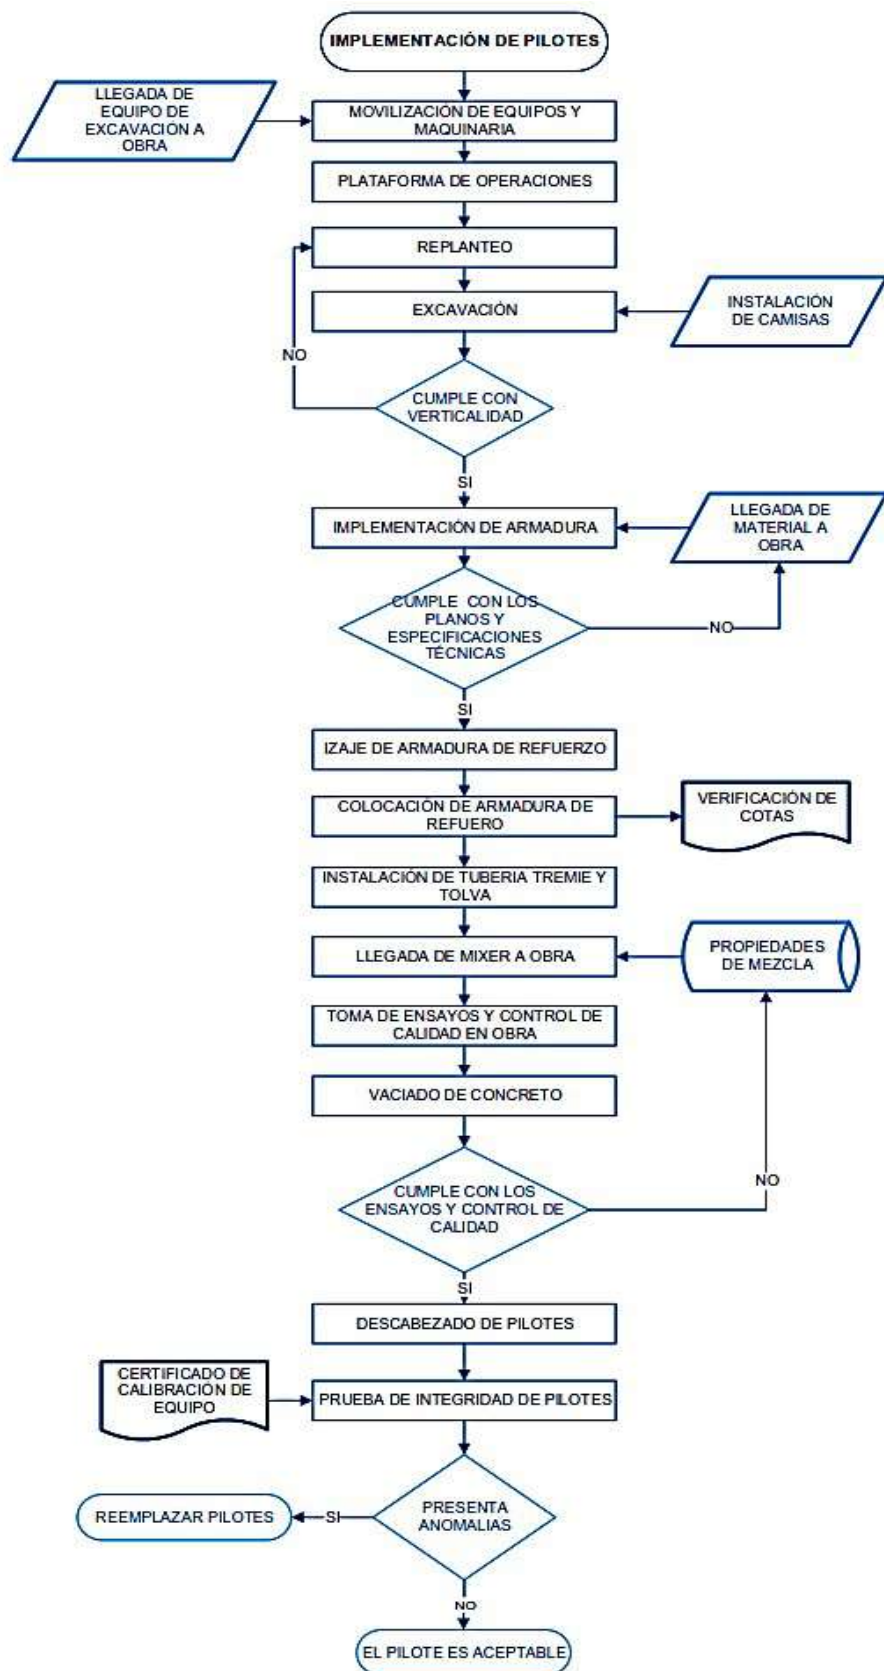 IMPLEMENTACIÓN DE PILOTES
LLEGADA DE
EQUIPO DE
EXCAVACIÓN A
OBRA
MOVILIZACIÓN DE EQUIPOS Y
MAQUINARIA
PLATAFORMA DE OPERACIONES
REPLANTEO
EXCAVACIÓN
INSTALACIÓN
DE CAMISAS
NO
CUMPLE CON
VERTICALIDAD
SI
IMPLEMENTACIÓN DE ARMADURA
LLEGADA DE
MATERIAL A
OBRA
CUMPLE CON LOS
PLANOS Y
ESPECIFICACIONES
TÉCNICAS
NO
SI
IZAJE DE ARMADURA DE REFUERZO
COLOCACIÓN DE ARMADURA DE
REFUERO
VERIFICACIÓN DE
COTAS
INSTALACIÓN DE TUBERIA TREMIE Y
TOLVA
LLEGADA DE MIXER A OBRA
PROPIEDADES
DE MEZCLA
TOMA DE ENSAYOS Y CONTROL DE
CALIDAD EN OBRA
VACIADO DE CONCRETO
CUMPLE CON LOS
ENSAYOS Y CONTROL DE
CALIDAD
NO
SI
DESCABEZADO DE PILOTES
CERTIFICADO DE
CALIBRACIÓN DE
EQUIPO
PRUEBA DE INTEGRIDAD DE PILOTES
PRESENTA
ANOMALIAS
SI
REEMPLAZAR PILOTES
NO
EL PILOTE ES ACEPTABLE